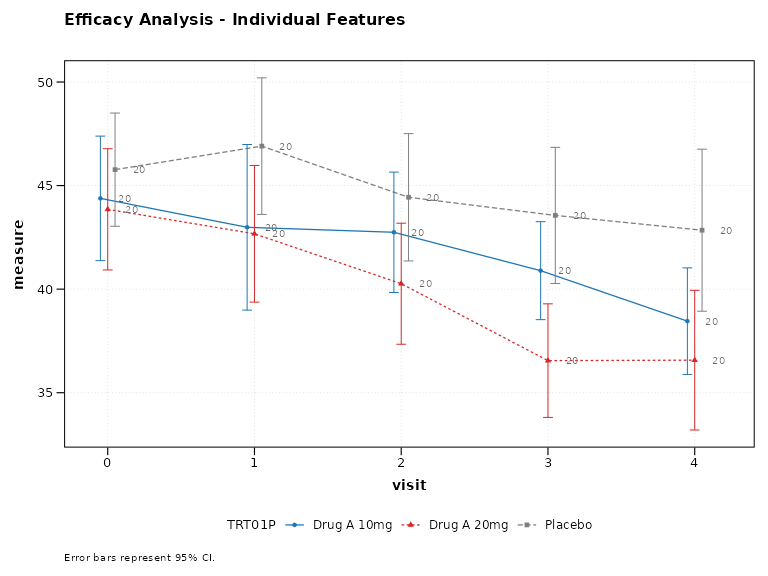 Efficacy Analysis - Individual Features
50
45
40
35
measure
20 20 20 20 20
20 20 20 20 20
20 20 20 20 20
0 1 2 3 4
visit
TRT01P Drug A 10mg Drug A 20mg Placebo
Error bars represent 95% CI.